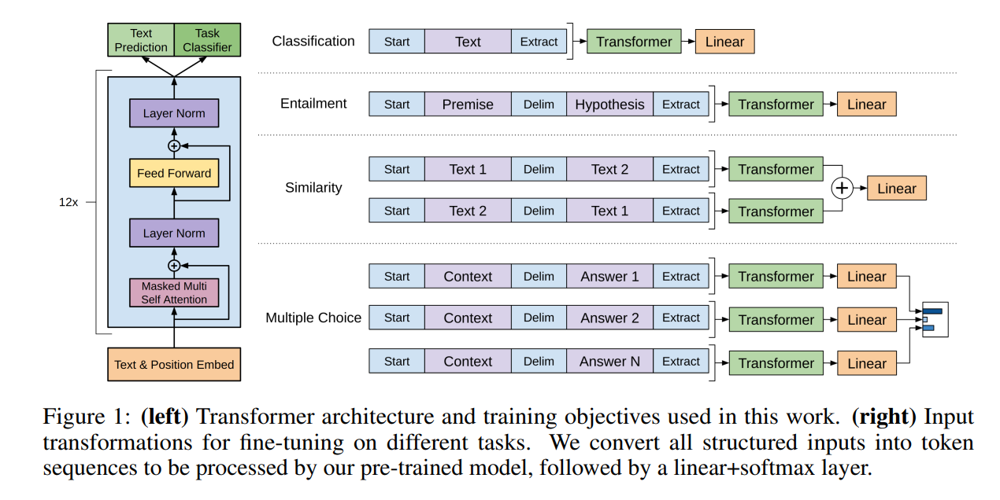 Text
Prediction
Task
Classifier
12x
Layer Norm
+
Feed Forward
Layer Norm
+
Masked Multi
Self Attention
Text & Position Embed
Classification
Start Text Extract Transformer Linear
Entailment
Start Premise Delim Hypothesis Extract Transformer Linear
Similarity
Start Text 1 Delim Text 2 Extract Transformer
+ Linear
Start Text 2 Delim Text 1 Extract Transformer
Multiple Choice
Start Context Delim Answer 1 Extract Transformer Linear
Start Context Delim Answer 2 Extract Transformer Linear
Start Context Delim Answer N Extract Transformer Linear
Figure 1: (left) Transformer architecture and training objectives used in this work. (right) Input
transformations for fine-tuning on different tasks. We convert all structured inputs into token
sequences to be processed by our pre-trained model, followed by a linear+softmax layer.